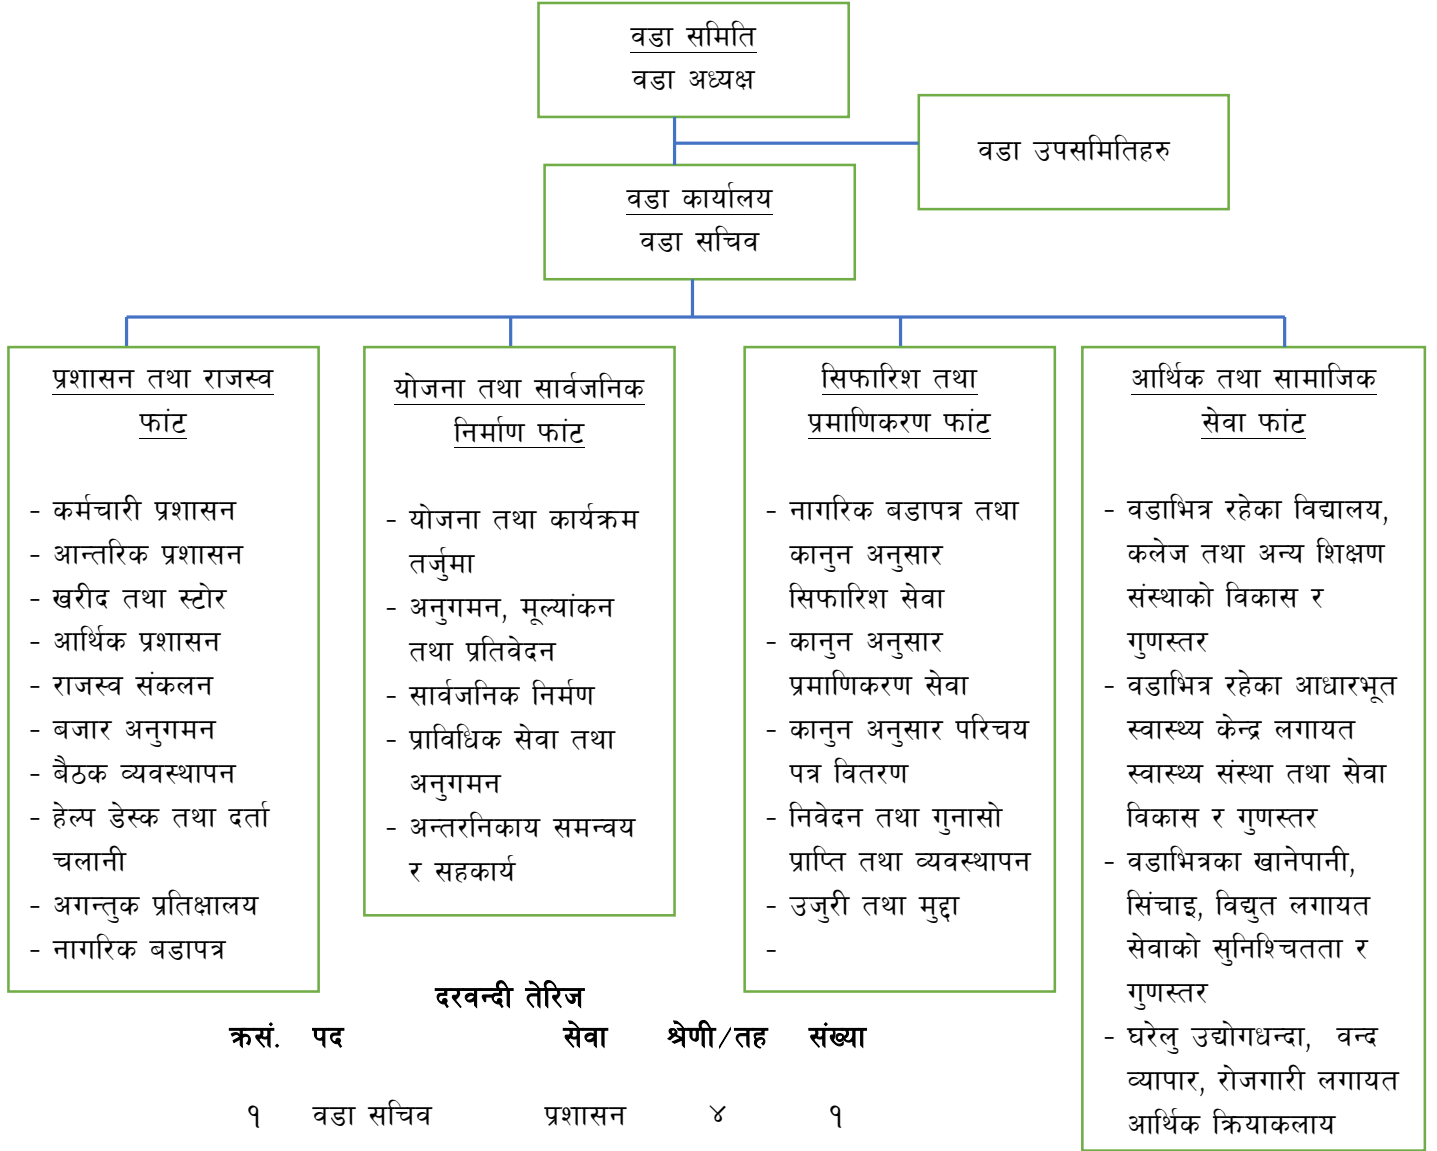 वडा समिति
वडा अध्यक्ष
वडा उपसमितिहरु
वडा कार्यालय
वडा सचिव
प्रशासन तथा राजस्व
फांट
- कर्मचारी प्रशासन
- आन्तरिक प्रशासन
- खरीद तथा स्टोर
- आर्थिक प्रशासन
- राजस्व संकलन
- बजार अनुगमन
- बैठक व्यवस्थापन
- हेल्प डेस्क तथा दर्ता
चलानी
- अगन्तुक प्रतिक्षालय
- नागरिक बडापत्र
योजना तथा सार्वजनिक
निर्माण फांट
- योजना तथा कार्यक्रम
तर्जुमा
- अनुगमन, मूल्यांकन
तथा प्रतिवेदन
- सार्वजनिक निर्मण
- प्राविधिक सेवा तथा
अनुगमन
- अन्तरनिकाय समन्वय
र सहकार्य
सिफारिश तथा
प्रमाणिकरण फांट
- नागरिक बडापत्र तथा
कानुन अनुसार
सिफारिश सेवा
- कानुन अनुसार
प्रमाणिकरण सेवा
- कानुन अनुसार परिचय
पत्र वितरण
- निवेदन तथा गुनासो
प्राप्ति तथा व्यवस्थापन
- उजुरी तथा मुद्दा
-
आर्थिक तथा सामाजिक
सेवा फांट
- वडाभित्र रहेका विद्यालय,
कलेज तथा अन्य शिक्षण
संस्थाको विकास र
गुणस्तर
- वडाभित्र रहेका आधारभूत
स्वास्थ्य केन्द्र लगायत
स्वास्थ्य संस्था तथा सेवा
विकास र गुणस्तर
- वडाभित्रका खानेपानी,
सिंचाइ, विद्युत लगायत
सेवाको सुनिश्चितता र
गुणस्तर
- घरेलु उद्योगधन्दा, वन्द
व्यापार, रोजगारी लगायत
आर्थिक क्रियाकलाय
दरवन्दी तेरिज
क्रसं. पद सेवा श्रेणी/तह संख्या
१ वडा सचिव प्रशासन ४ १